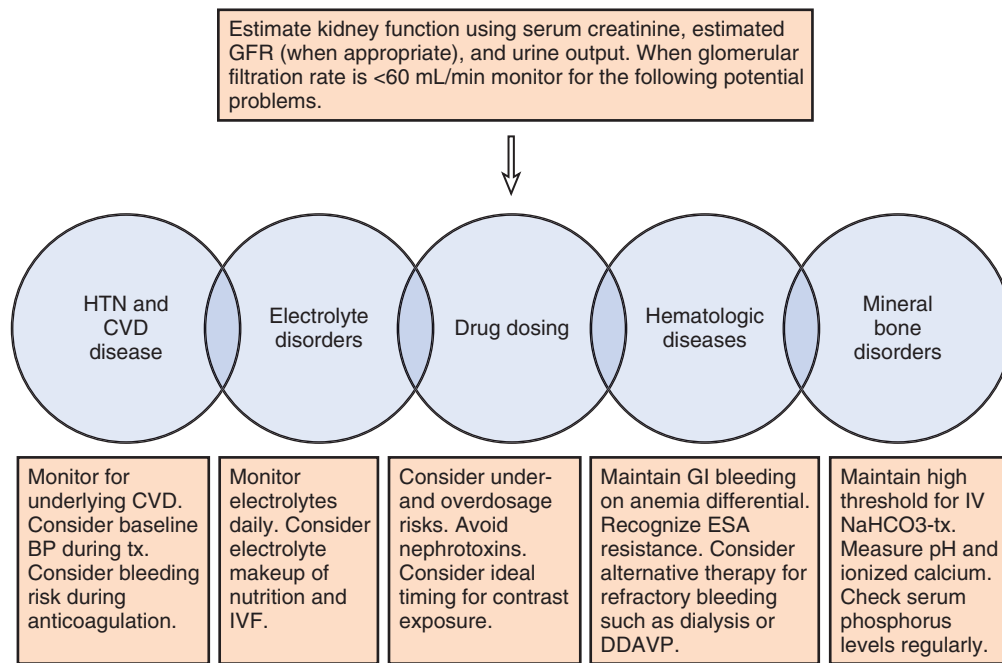 Estimate kidney function using serum creatinine, estimated
GFR (when appropriate), and urine output. When glomerular
filtration rate is <60 mL/min monitor for the following potential
problems.
HTN and
CVD
disease
Electrolyte
disorders
Drug dosing
Hematologic
diseases
Mineral
bone
disorders
Monitor for
underlying CVD.
Consider baseline
BP during tx.
Consider bleeding
risk during
anticoagulation.
Monitor
electrolytes
daily. Consider
electrolyte
makeup of
nutrition and
IVF.
Consider under-
and overdosage
risks. Avoid
nephrotoxins.
Consider ideal
timing for contrast
exposure.
Maintain GI bleeding
on anemia differential.
Recognize ESA
resistance. Consider
alternative therapy for
refractory bleeding
such as dialysis or
DDAVP.
Maintain high
threshold for IV
NaHCO3-tx.
Measure pH and
ionized calcium.
Check serum
phosphorus
levels regularly.